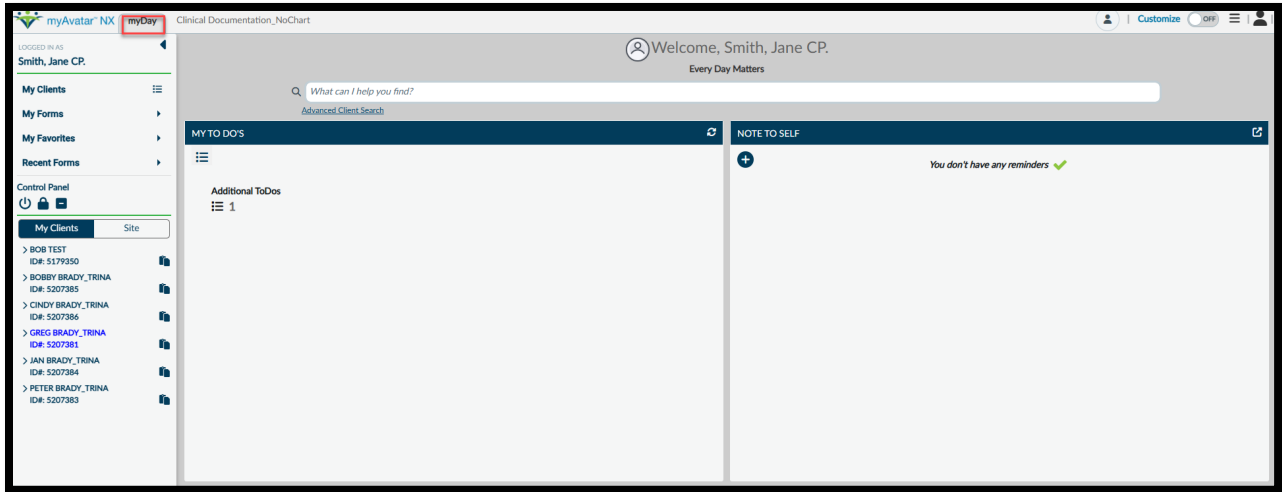 myAvatar™ NX myDay Clinical Documentation_NoChart Customize OFF
LOGGED IN AS
Smith, Jane CP.
My Clients
My Forms
My Favorites
Recent Forms
Control Panel
My Clients Site
BOB TEST
ID#: 5179350
BOBBY BRADY_TRINA
ID#: 5207385
CINDY BRADY_TRINA
ID#: 5207386
GREG BRADY_TRINA
ID#: 5207381
JAN BRADY_TRINA
ID#: 5207384
PETER BRADY_TRINA
ID#: 5207383
Welcome, Smith, Jane CP.
Every Day Matters
What can I help you find?
Advanced Client Search
MY TO DO'S
Additional ToDos
1
NOTE TO SELF
You don't have any reminders